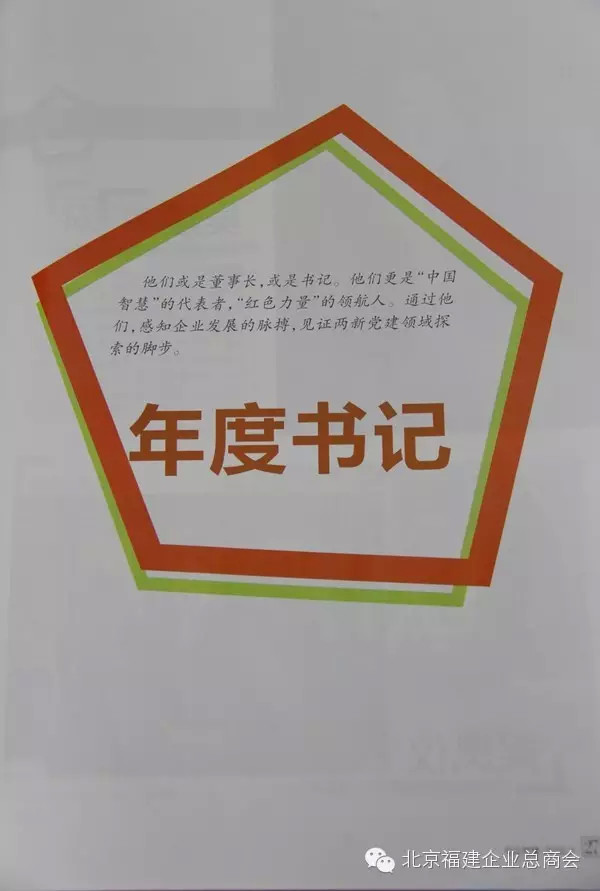 他们或是董事长，或是书记。他们更是“中国
智慧”的代表者，“红色力量”的领航人。通过他
们，感知企业发展的脉搏，见证两新党建领域探
索的脚步。
年度书记
27
北京福建企业总商会